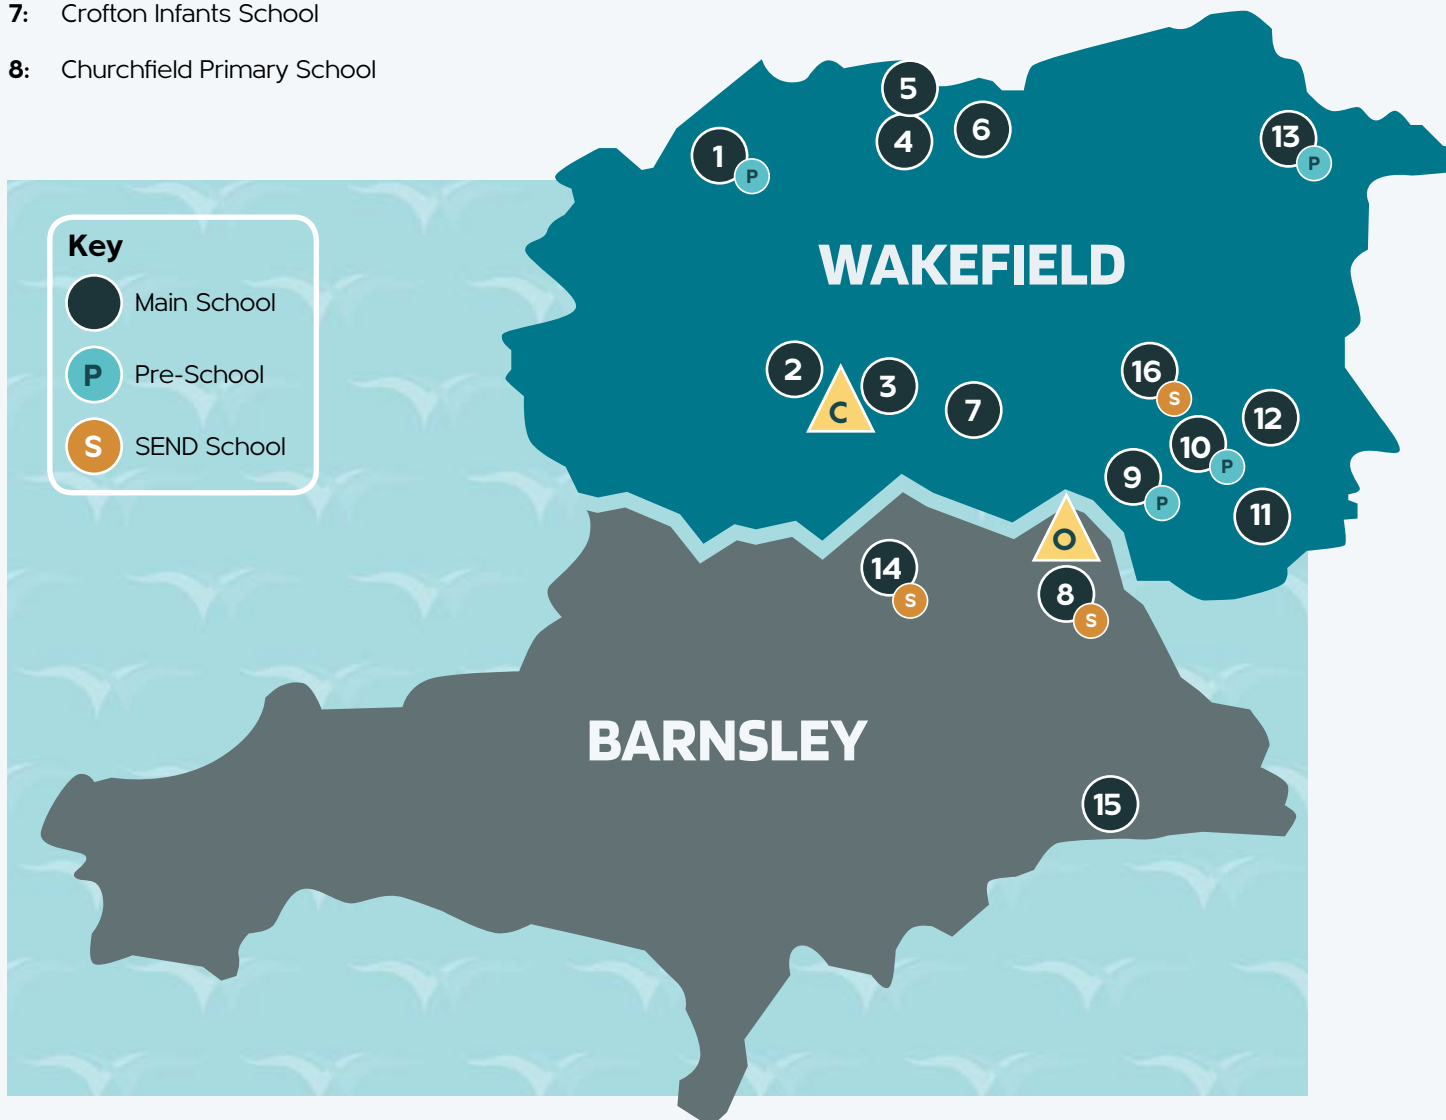 7: Crofton Infants School
8: Churchfield Primary School
5
4
6
1
P
13
P
WAKEFIELD
Key
Main School
P Pre-School
S SEND School
2
C
3
7
16
S
12
10
P
9
P
11
O
14
S
8
S
BARNSLEY
15